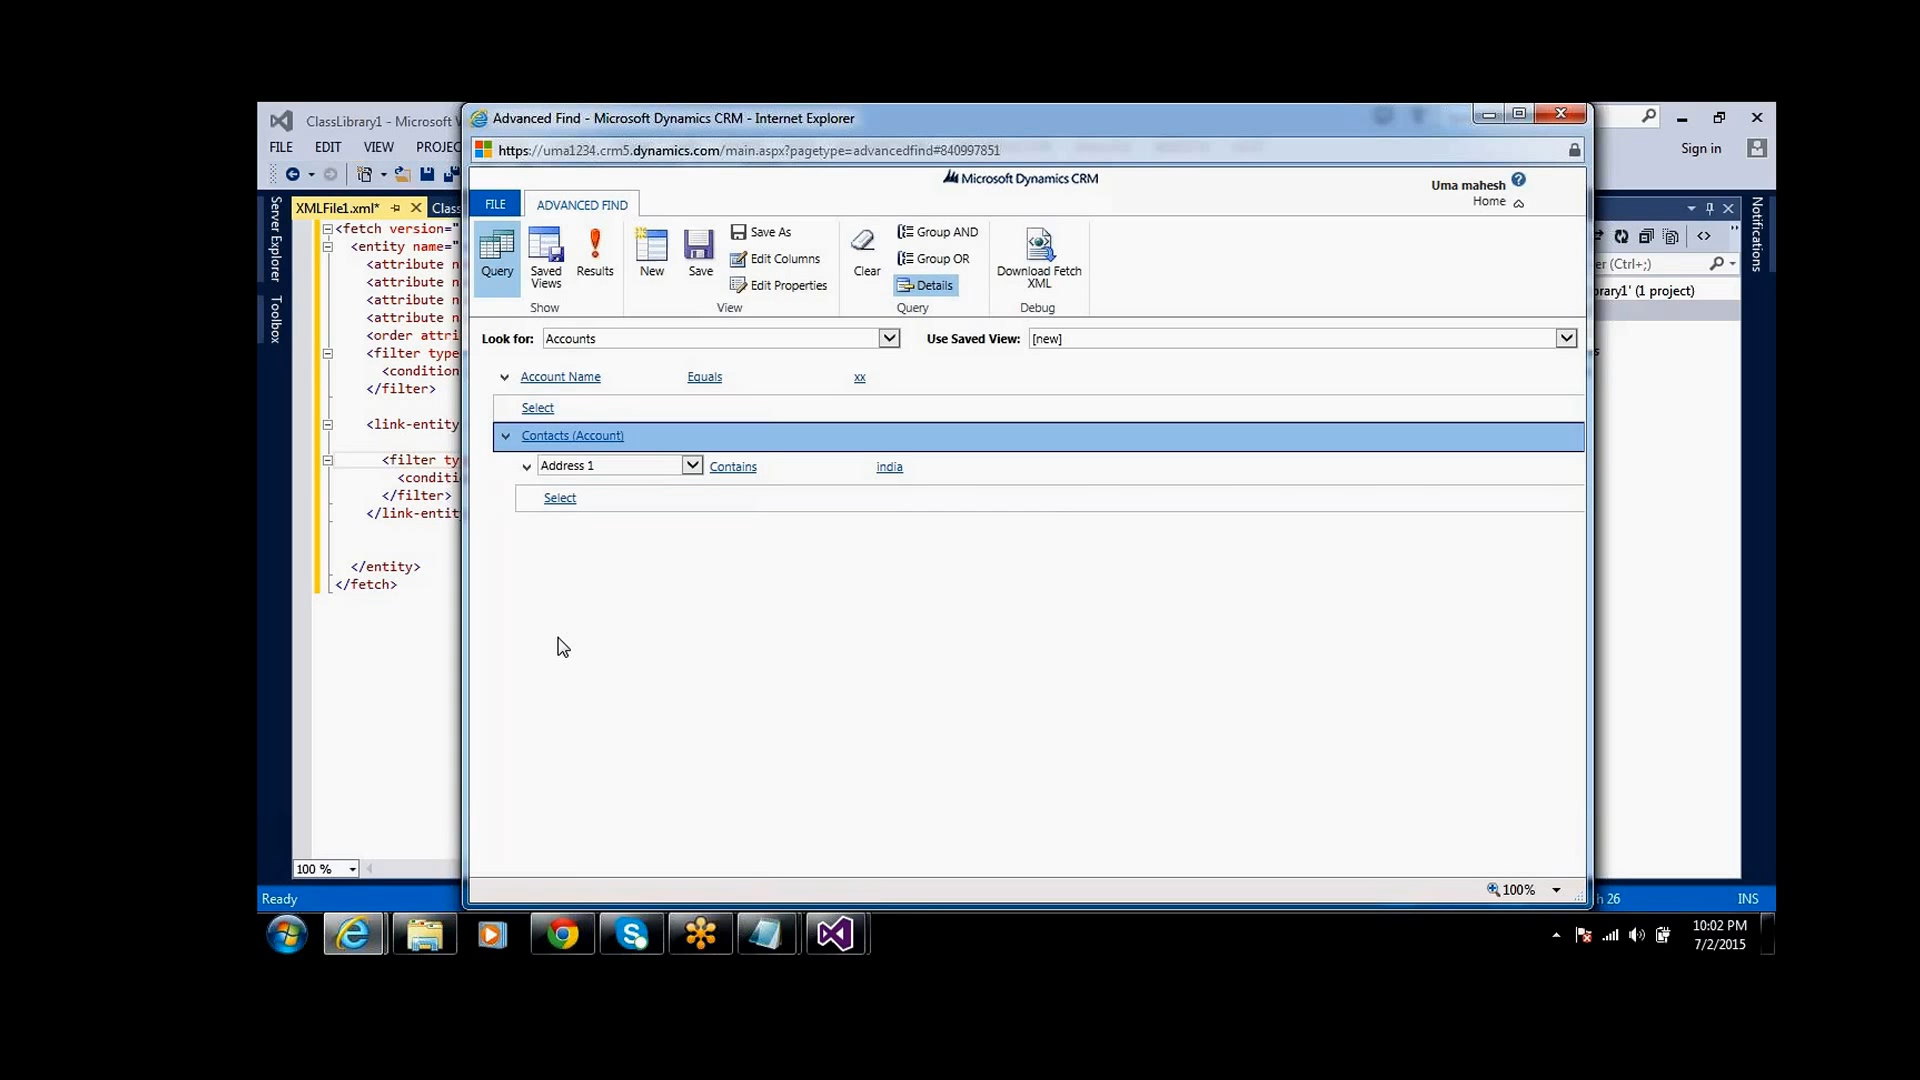 ClassLibrary1 - Microsoft V
FILE EDIT VIEW PROJEC
Sign in
Advanced Find - Microsoft Dynamics CRM - Internet Explorer
https://uma1234.crm5.dynamics.com/main.aspx?pagetype=advancedfind#840997851
Microsoft Dynamics CRM
Uma mahesh
Home
FILE ADVANCED FIND
Query
Saved Views
Results
Show
New
Save
Save As
Edit Columns
Edit Properties
View
Clear
Group AND
Group OR
Details
Query
Download Fetch XML
Debug
Look for: Accounts
Use Saved View: [new]
Account Name Equals xx
Select
Contacts (Account)
Address 1 Contains india
Select
100%
Server Explorer
Toolbox
XMLFile1.xml* Class
<fetch version="
<entity name="
<attribute n
<attribute n
<attribute n
<attribute n
<order attri
<filter type
<condition
</filter>
<link-entity
<filter ty
<conditi
</filter>
</link-entit
</entity>
</fetch>
100 %
Ready
Notifications
er (Ctrl+;)
rary1' (1 project)
s
h 26
INS
10:02 PM
7/2/2015